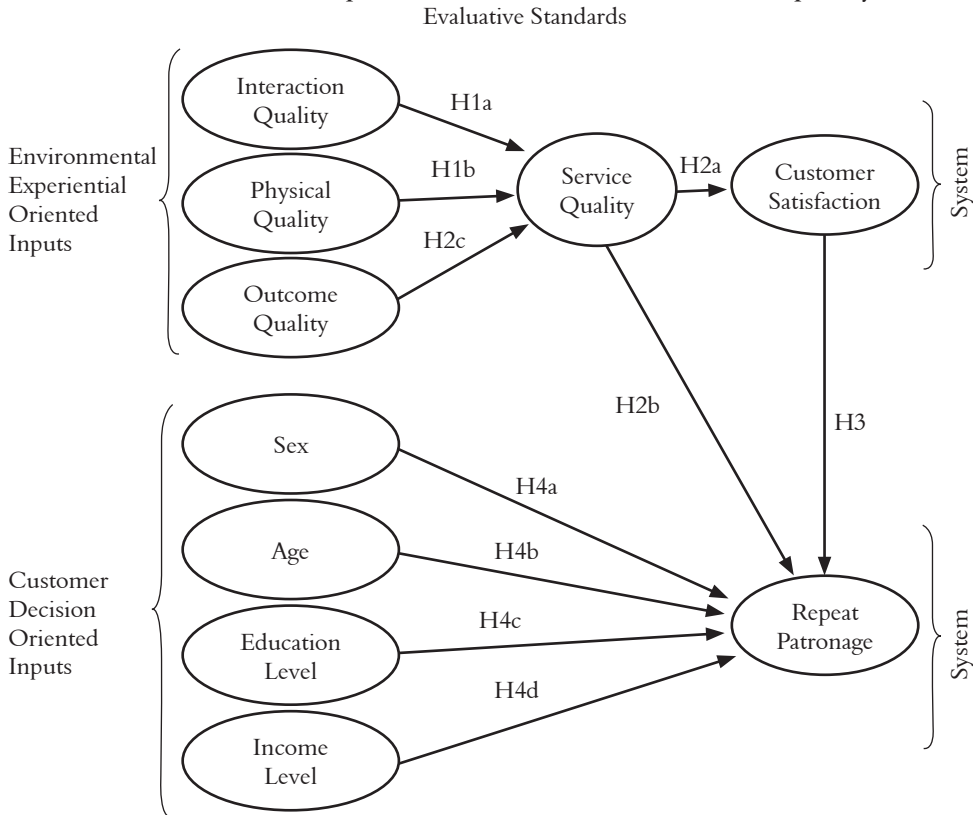 Evaluative Standards
Interaction
Quality
H1a
Environmental
Experiential
Oriented
Inputs
Physical
Quality
H1b
Outcome
Quality
H2c
Service
Quality
H2a
Customer
Satisfaction
System
H2b
H3
Customer
Decision
Oriented
Inputs
Sex
H4a
Age
H4b
Education
Level
H4c
Income
Level
H4d
Repeat
Patronage
System